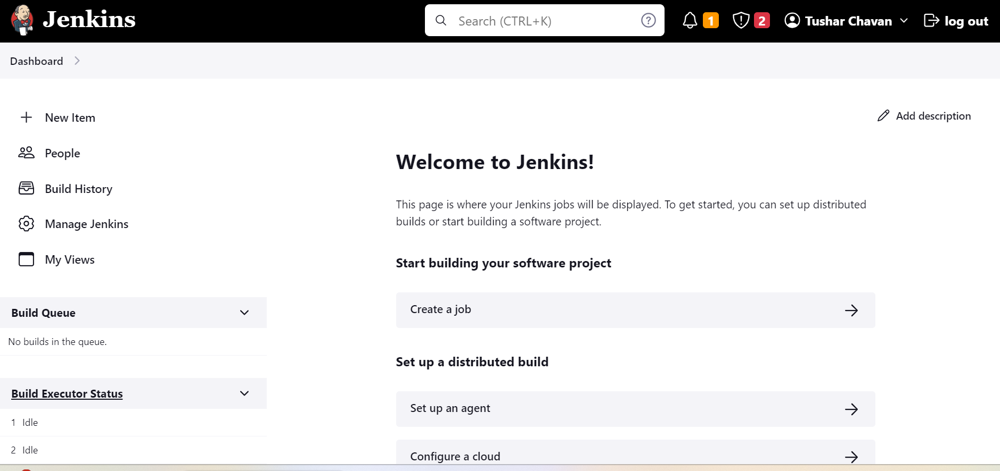 Jenkins
Search (CTRL+K)
1
2
Tushar Chavan
log out
Dashboard
New Item
People
Build History
Manage Jenkins
My Views
Build Queue
No builds in the queue.
Build Executor Status
1 Idle
2 Idle
Add description
Welcome to Jenkins!
This page is where your Jenkins jobs will be displayed. To get started, you can set up distributed
builds or start building a software project.
Start building your software project
Create a job
Set up a distributed build
Set up an agent
Configure a cloud